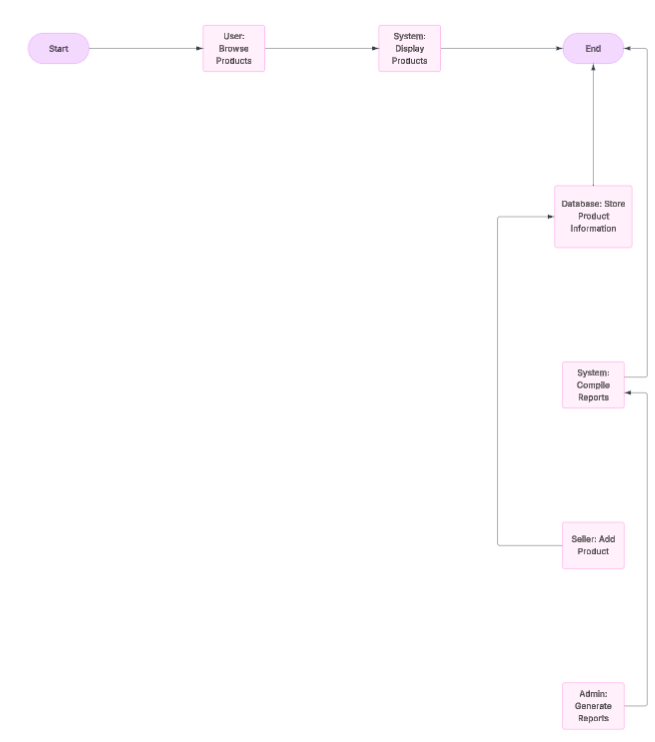 Start
User:
Browse
Products
System:
Display
Products
End
Database: Store
Product
Information
System:
Compile
Reports
Seller: Add
Product
Admin:
Generate
Reports